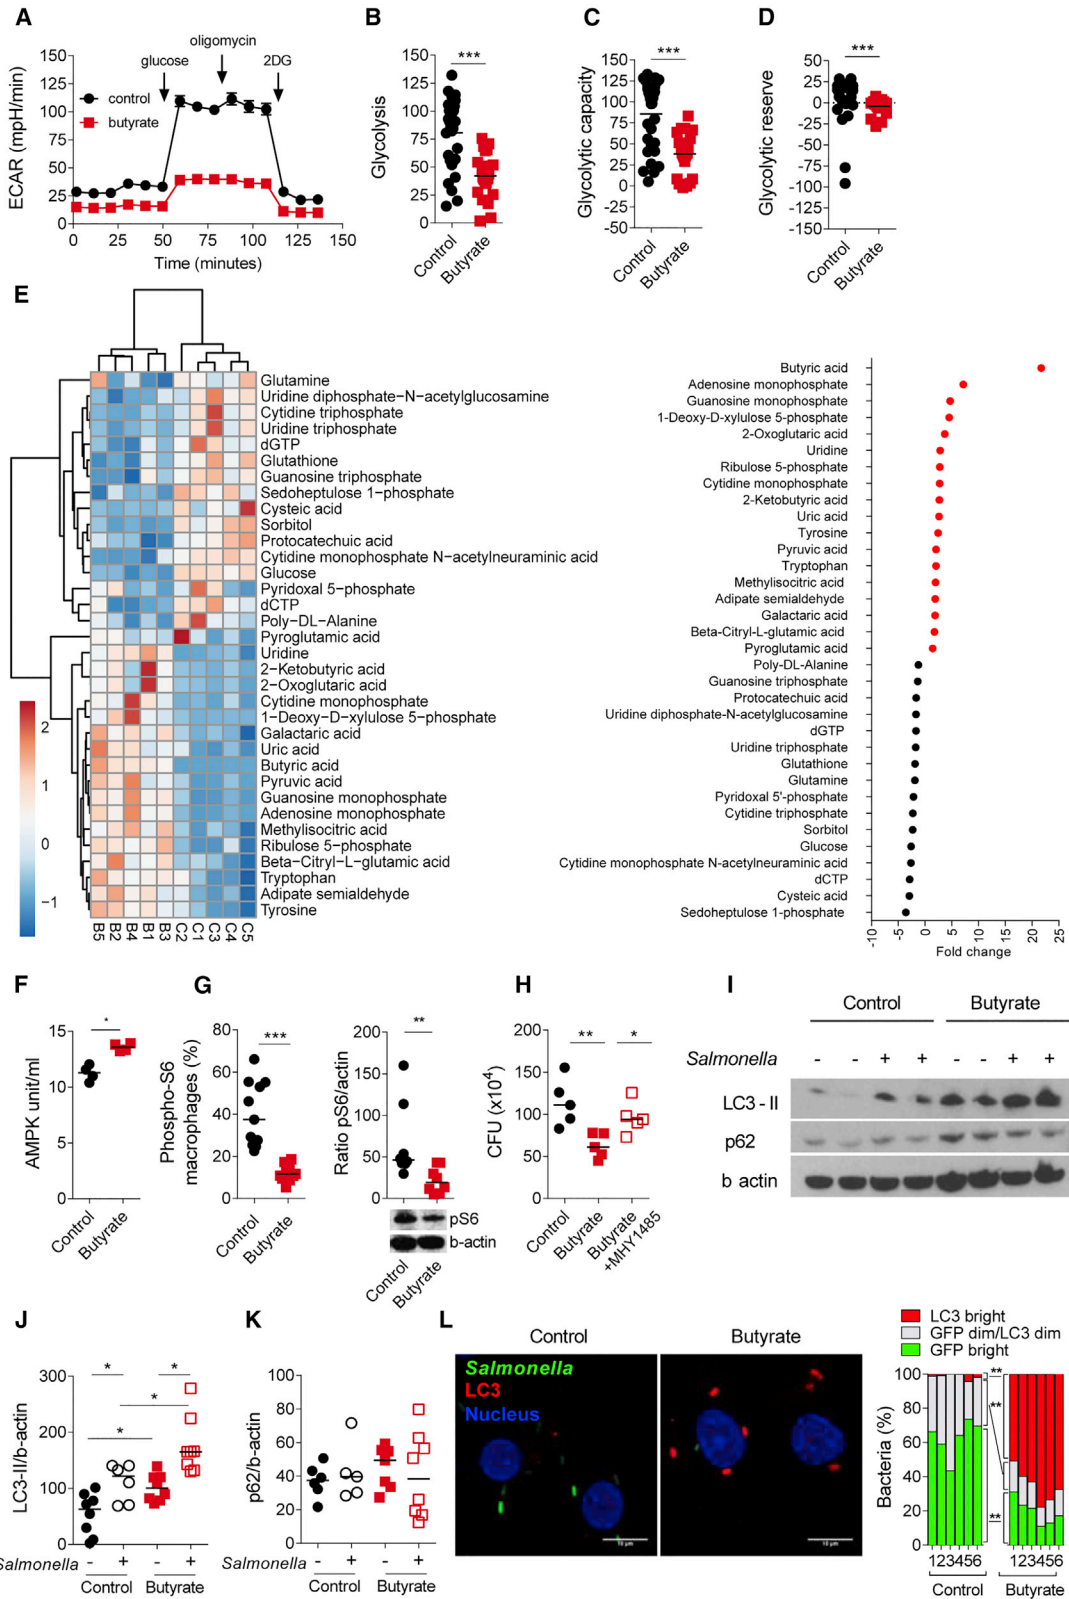 A
ECAR (mpH/min)
150
125
100
75
50
25
0
glucose
oligomycin
2DG
control
butyrate
0 25 50 75 100 125 150
Time (minutes)
B
Glycolysis
150
125
100
75
50
25
0
***
Control
Butyrate
C
Glycolytic capacity
150
125
100
75
50
25
0
-25
-50
***
Control
Butyrate
D
Glycolytic reserve
50
25
0
-25
-50
-75
-100
-125
-150
***
Control
Butyrate
E
Glutamine
Uridine diphosphate−N−acetylglucosamine
Cytidine triphosphate
Uridine triphosphate
dGTP
Glutathione
Guanosine triphosphate
Sedoheptulose 1−phosphate
Cysteic acid
Sorbitol
Protocatechuic acid
Cytidine monophosphate N−acetylneuraminic acid
Glucose
Pyridoxal 5−phosphate
dCTP
Poly−DL−Alanine
Pyroglutamic acid
Uridine
2−Ketobutyric acid
2−Oxoglutaric acid
Cytidine monophosphate
1−Deoxy−D−xylulose 5−phosphate
Galactaric acid
Uric acid
Butyric acid
Pyruvic acid
Guanosine monophosphate
Adenosine monophosphate
Methylisocitric acid
Ribulose 5−phosphate
Beta−Citryl−L−glutamic acid
Tryptophan
Adipate semialdehyde
Tyrosine
2
1
0
−1
B5 B2 B4 B1 B3 C2 C1 C3 C4 C5
Butyric acid
Adenosine monophosphate
Guanosine monophosphate
1-Deoxy-D-xylulose 5-phosphate
2-Oxoglutaric acid
Uridine
Ribulose 5-phosphate
Cytidine monophosphate
2-Ketobutyric acid
Uric acid
Tyrosine
Pyruvic acid
Tryptophan
Methylisocitric acid
Adipate semialdehyde
Galactaric acid
Beta-Citryl-L-glutamic acid
Pyroglutamic acid
Poly-DL-Alanine
Guanosine triphosphate
Protocatechuic acid
Uridine diphosphate-N-acetylglucosamine
dGTP
Uridine triphosphate
Glutathione
Glutamine
Pyridoxal 5'-phosphate
Cytidine triphosphate
Sorbitol
Glucose
Cytidine monophosphate N-acetylneuraminic acid
dCTP
Cysteic acid
Sedoheptulose 1-phosphate
-10 -5 0 5 10 15 20 25
Fold change
F
AMPK unit/ml
15
10
5
0
*
Control
Butyrate
G
Phospho-S6
macrophages (%)
80
60
40
20
0
***
Control
Butyrate
Ratio pS6/actin
200
150
100
50
0
**
pS6
b-actin
Control
Butyrate
H
CFU (x10⁴)
200
150
100
50
0
** *
Control
Butyrate
Butyrate
+MHY1485
I
Control Butyrate
Salmonella - - + + - - + +
LC3-II
p62
b actin
J
LC3-II/b-actin
300
200
100
0
* *
*
*
Salmonella - + - +
Control Butyrate
K
p62/b-actin
100
80
60
40
20
0
Salmonella - + - +
Control Butyrate
L
Control Butyrate
Salmonella
LC3
Nucleus
10 µm
10 µm
LC3 bright
GFP dim/LC3 dim
GFP bright
Bacteria (%)
100
80
60
40
20
0
**
**
**
123456 123456
Control Butyrate